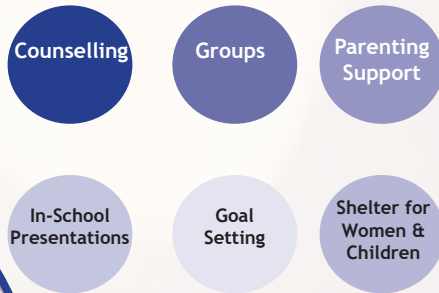 Counselling
Groups
Parenting
Support
In-School
Presentations
Goal
Setting
Shelter for
Women &
Children